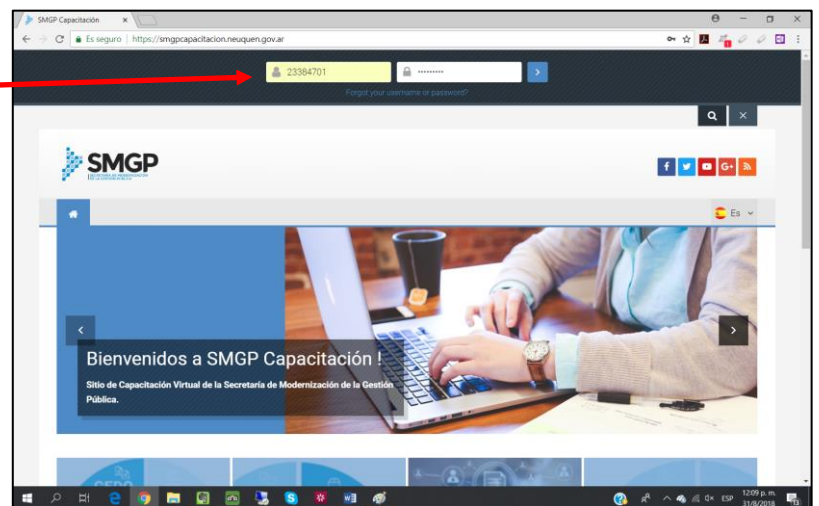 SMGP Capacitación
Es seguro | https://smgpcapacitacion.neuquen.gov.ar
23384701
Forgot your username or password?
SMGP
Es
Bienvenidos a SMGP Capacitación !
Sitio de Capacitación Virtual de la Secretaría de Modernización de la Gestión
Pública.
ESP
12:09 p. m.
31/8/2018